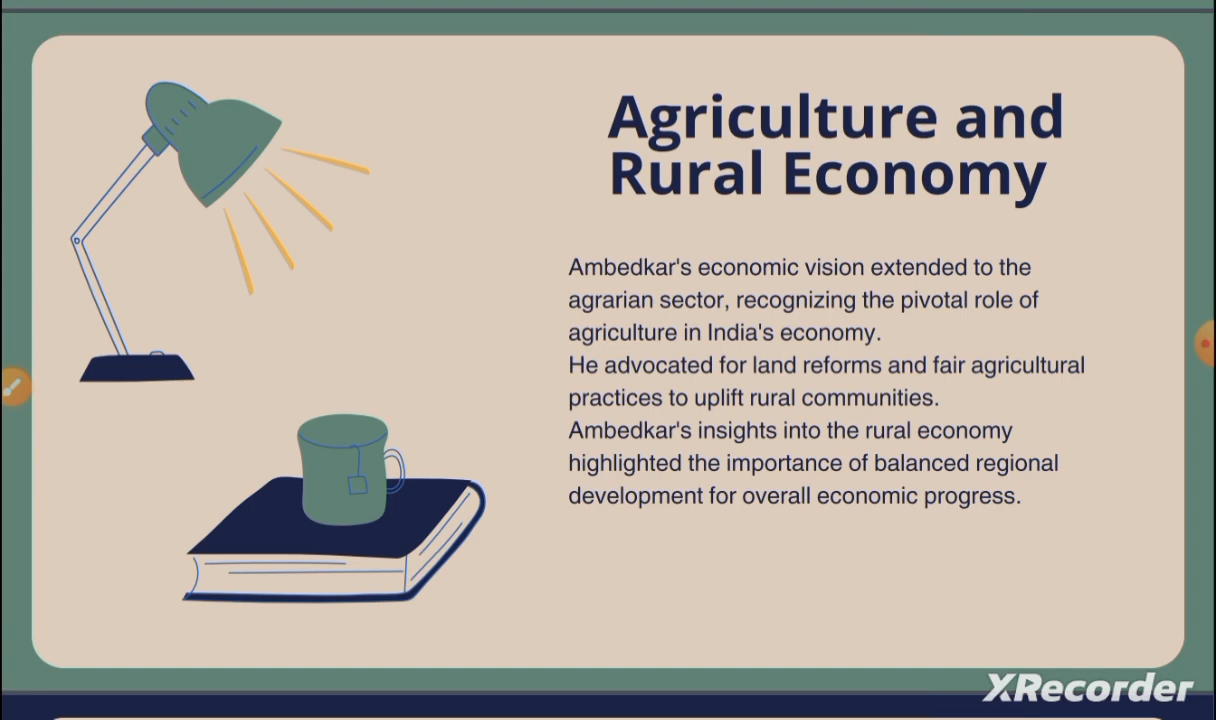 Agriculture and
Rural Economy
Ambedkar's economic vision extended to the
agrarian sector, recognizing the pivotal role of
agriculture in India's economy.
He advocated for land reforms and fair agricultural
practices to uplift rural communities.
Ambedkar's insights into the rural economy
highlighted the importance of balanced regional
development for overall economic progress.
XRecorder